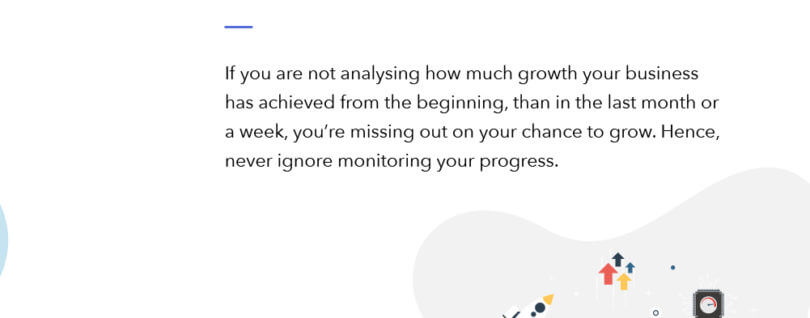 If you are not analysing how much growth your business
has achieved from the beginning, than in the last month or
a week, you’re missing out on your chance to grow. Hence,
never ignore monitoring your progress.